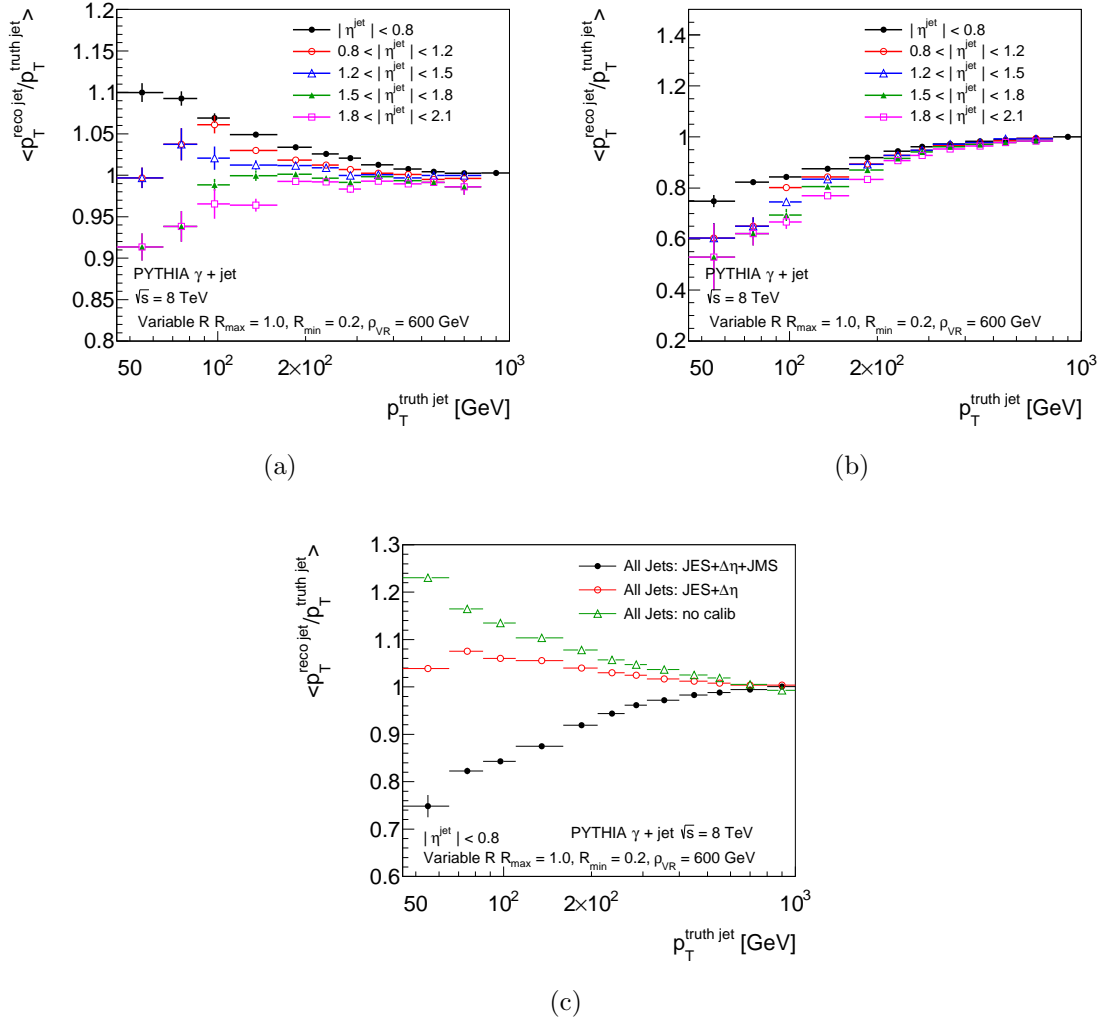 <p_T^reco jet/p_T^truth jet>
1.2
1.15
1.1
1.05
1
0.95
0.9
0.85
0.8
| η^jet | < 0.8
0.8 < | η^jet | < 1.2
1.2 < | η^jet | < 1.5
1.5 < | η^jet | < 1.8
1.8 < | η^jet | < 2.1
PYTHIA γ + jet
√s = 8 TeV
Variable R R_max = 1.0, R_min = 0.2, ρ_VR = 600 GeV
50 10^2 2×10^2 10^3
p_T^truth jet [GeV]
(a)
<p_T^reco jet/p_T^truth jet>
1.4
1.2
1
0.8
0.6
0.4
0.2
| η^jet | < 0.8
0.8 < | η^jet | < 1.2
1.2 < | η^jet | < 1.5
1.5 < | η^jet | < 1.8
1.8 < | η^jet | < 2.1
PYTHIA γ + jet
√s = 8 TeV
Variable R R_max = 1.0, R_min = 0.2, ρ_VR = 600 GeV
50 10^2 2×10^2 10^3
p_T^truth jet [GeV]
(b)
<p_T^reco jet/p_T^truth jet>
1.3
1.2
1.1
1
0.9
0.8
0.7
0.6
All Jets: JES+Δη+JMS
All Jets: JES+Δη
All Jets: no calib
| η^jet | < 0.8 PYTHIA γ + jet √s = 8 TeV
Variable R R_max = 1.0, R_min = 0.2, ρ_VR = 600 GeV
50 10^2 2×10^2 10^3
p_T^truth jet [GeV]
(c)